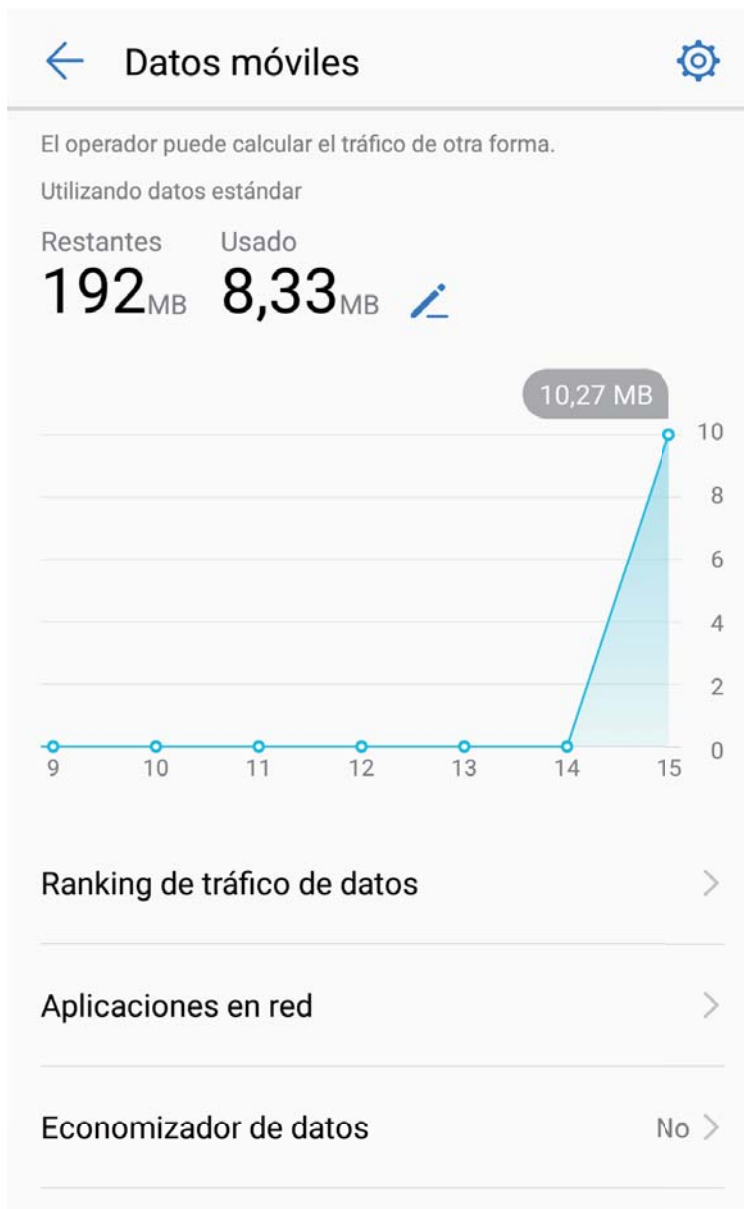 Datos móviles
El operador puede calcular el tráfico de otra forma.
Utilizando datos estándar
Restantes Usado
192MB 8,33MB
10,27 MB
10
8
6
4
2
0
9 10 11 12 13 14 15
Ranking de tráfico de datos
Aplicaciones en red
Economizador de datos No